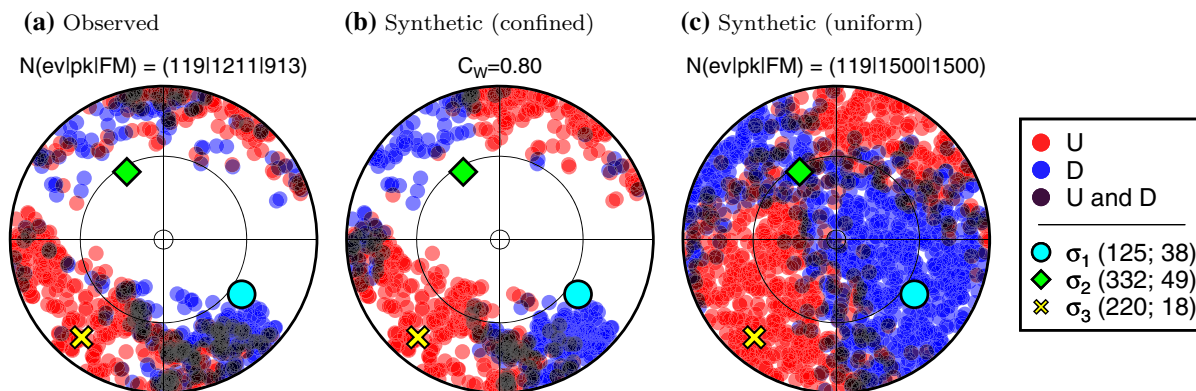 (a) Observed
(b) Synthetic (confined)
(c) Synthetic (uniform)
N(ev|pk|FM) = (119|1211|913)
C_W=0.80
N(ev|pk|FM) = (119|1500|1500)
U
D
U and D
σ₁ (125; 38)
σ₂ (332; 49)
σ₃ (220; 18)